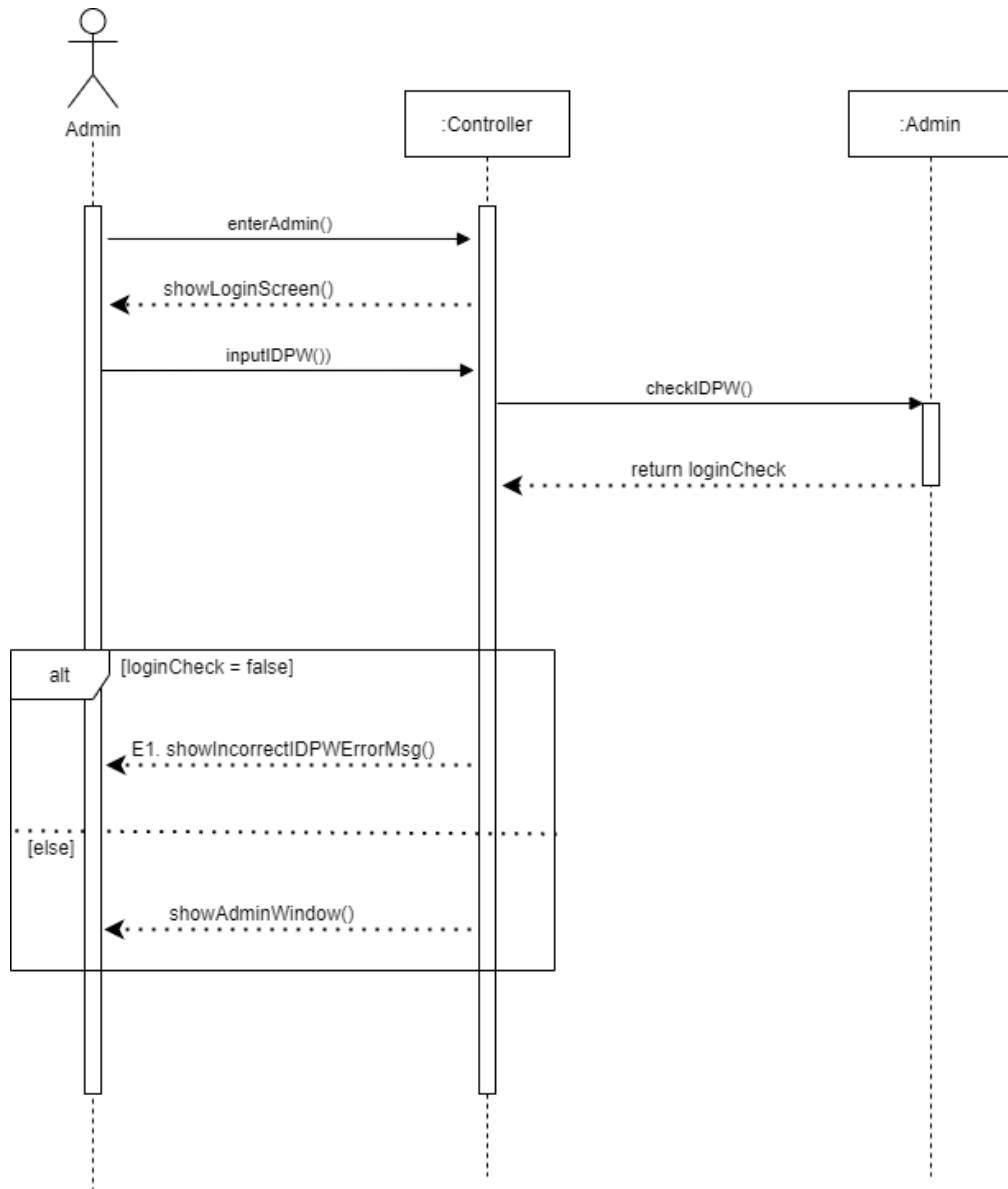 Admin
:Controller
:Admin
enterAdmin()
showLoginScreen()
inputIDPW())
checkIDPW()
return loginCheck
alt
[loginCheck = false]
E1. showIncorrectIDPWErrorMsg()
[else]
showAdminWindow()